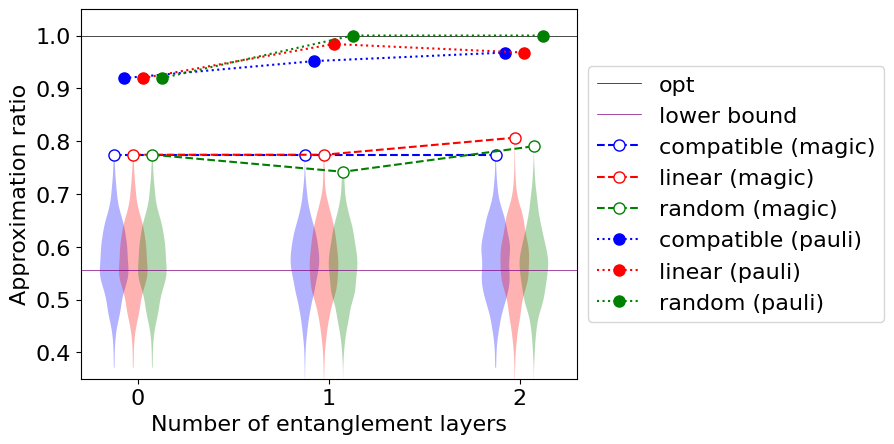 Approximation ratio
1.0
0.9
0.8
0.7
0.6
0.5
0.4
0
1
2
Number of entanglement layers
opt
lower bound
compatible (magic)
linear (magic)
random (magic)
compatible (pauli)
linear (pauli)
random (pauli)